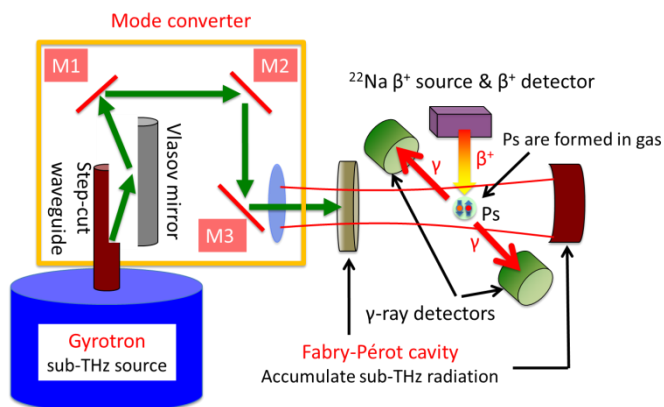 Mode converter
M1
M2
Step-cut
waveguide
Vlasov mirror
M3
Gyrotron
sub-THz source
²²Na β⁺ source & β⁺ detector
Ps are formed in gas
γ
β⁺
Ps
γ
γ-ray detectors
Fabry-Pérot cavity
Accumulate sub-THz radiation